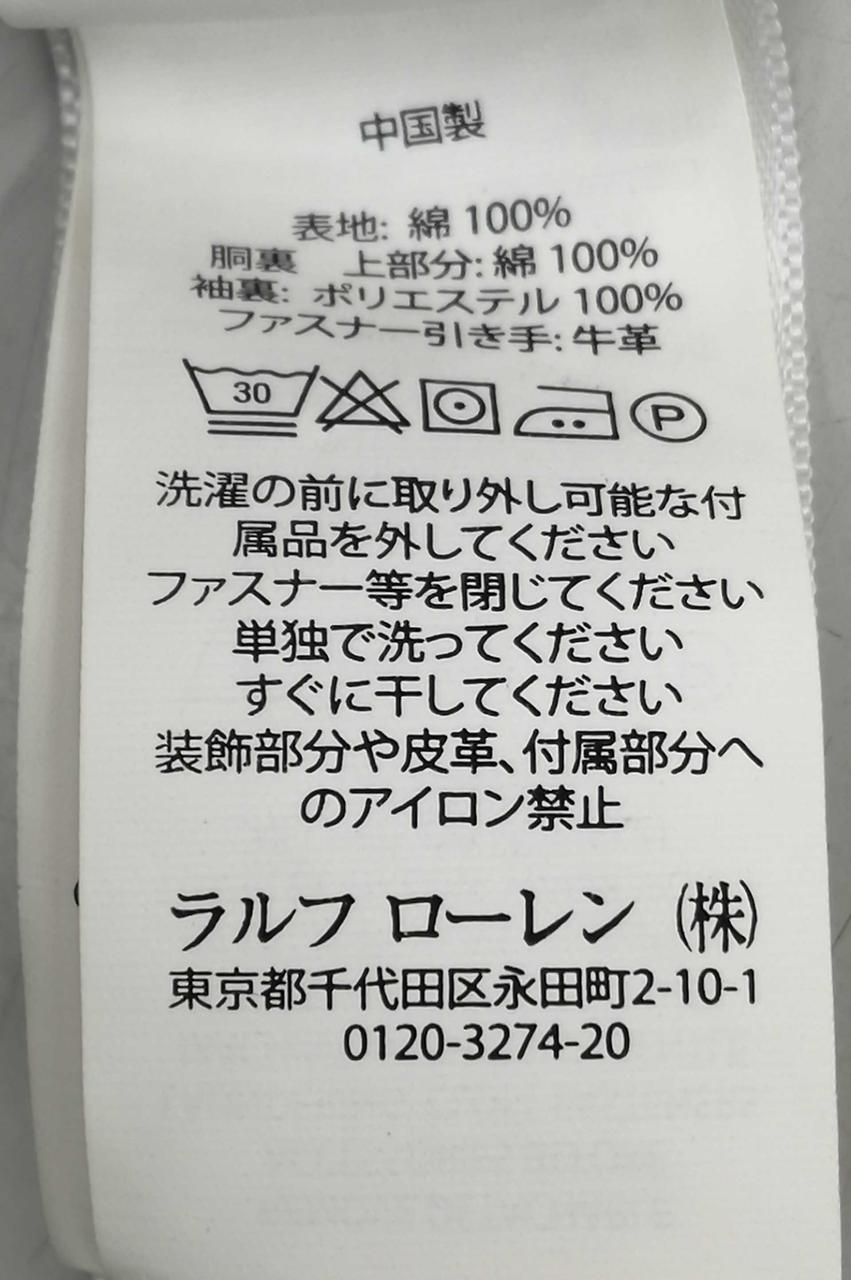 中国製
表地: 綿 100%
胴裏 上部分: 綿 100%
袖裏: ポリエステル 100%
ファスナー引き手: 牛革
30 P
洗濯の前に取り外し可能な付
属品を外してください
ファスナー等を閉じてください
単独で洗ってください
すぐに干してください
装飾部分や皮革、付属部分へ
のアイロン禁止
ラルフ ローレン (株)
東京都千代田区永田町2-10-1
0120-3274-20